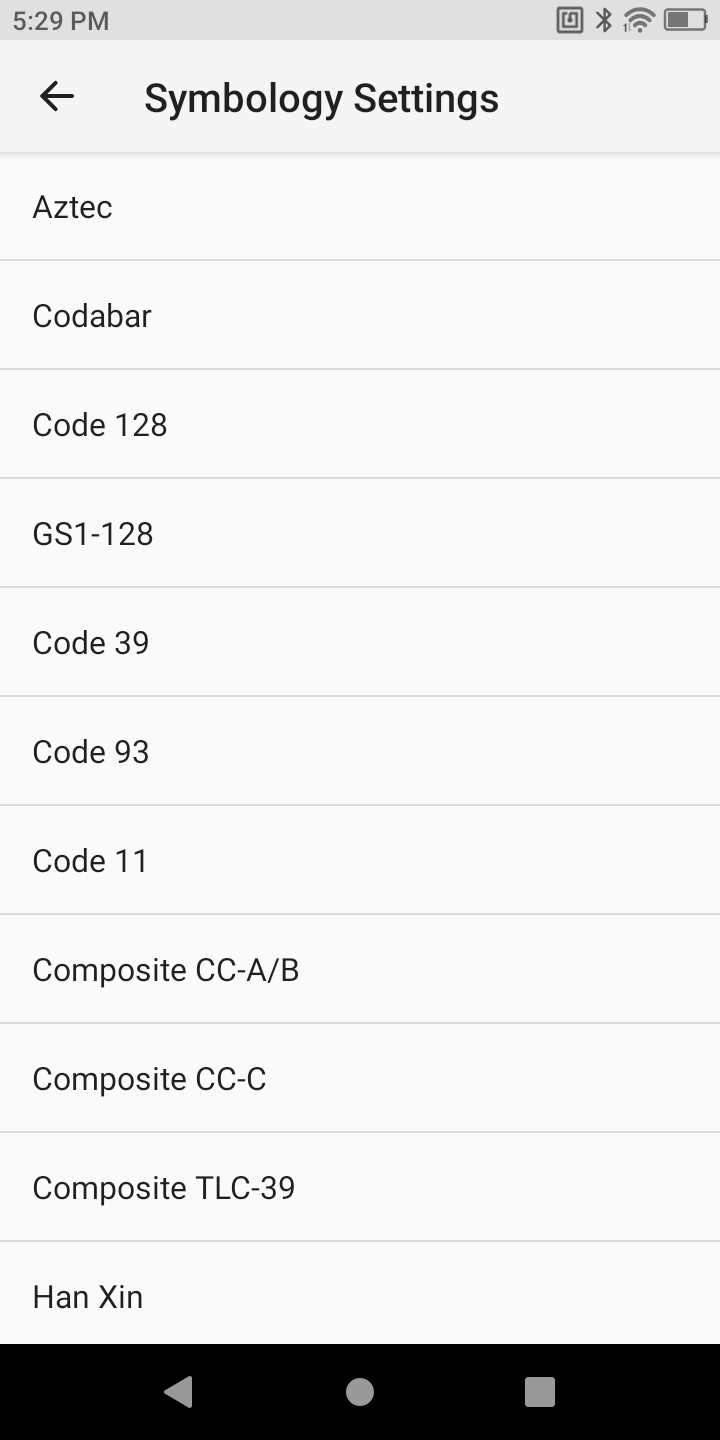 5:29 PM
Symbology Settings
Aztec
Codabar
Code 128
GS1-128
Code 39
Code 93
Code 11
Composite CC-A/B
Composite CC-C
Composite TLC-39
Han Xin